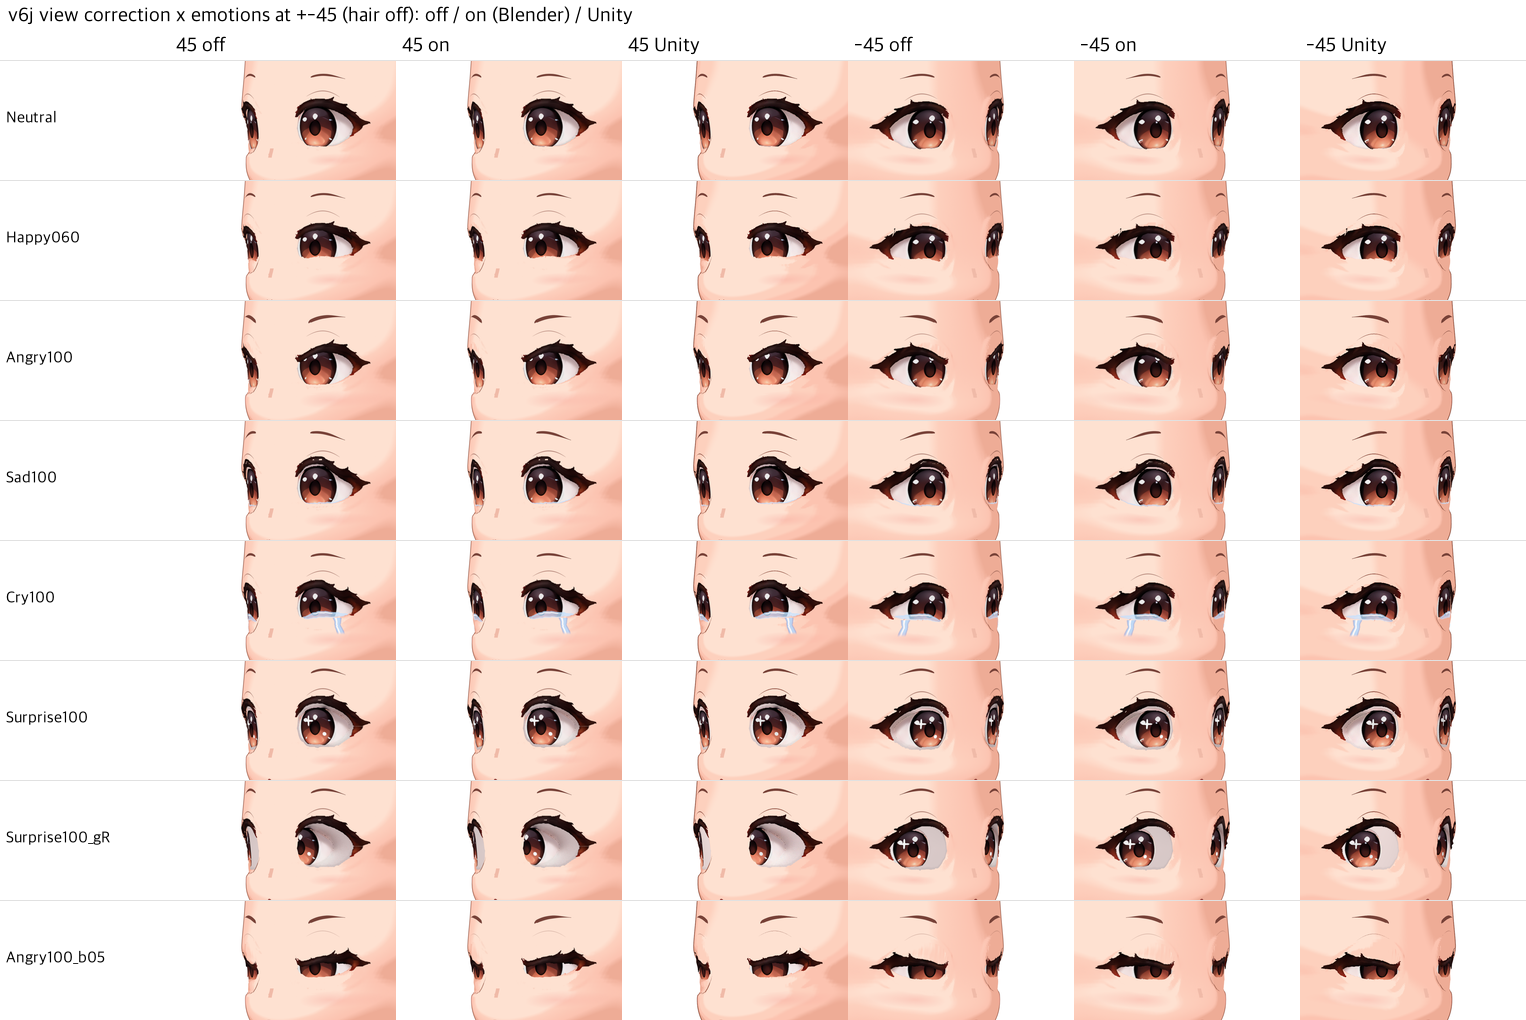 v6j view correction x emotions at +-45 (hair off): off / on (Blender) / Unity
45 off 45 on 45 Unity -45 off -45 on -45 Unity
Neutral
Happy060
Angry100
Sad100
Cry100
Surprise100
Surprise100_gR
Angry100_b05